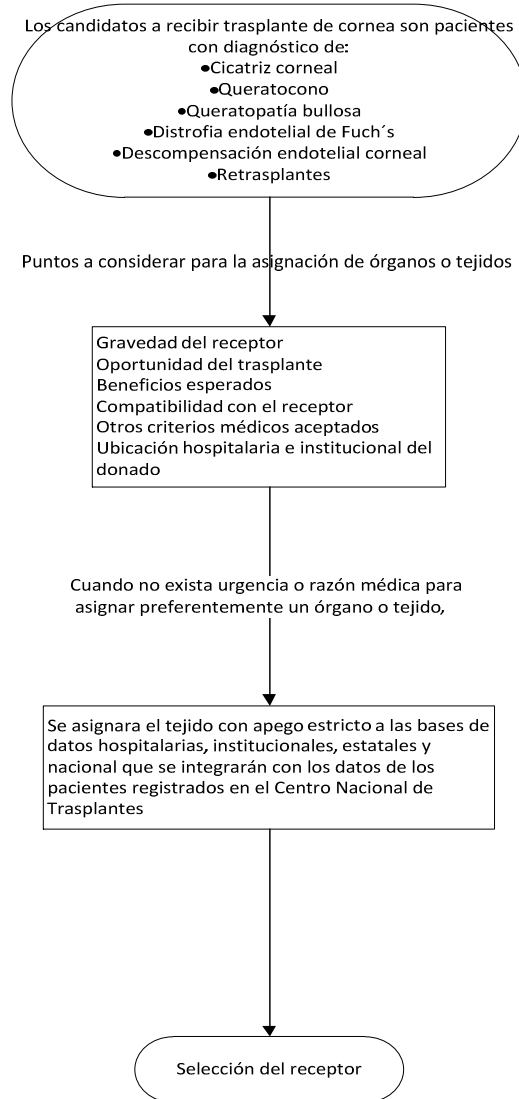 Los candidatos a recibir trasplante de cornea son pacientes
con diagnóstico de:
•Cicatriz corneal
•Queratocono
•Queratopatía bullosa
•Distrofia endotelial de Fuch´s
•Descompensación endotelial corneal
•Retrasplantes
Puntos a considerar para la asignación de órganos o tejidos
Gravedad del receptor
Oportunidad del trasplante
Beneficios esperados
Compatibilidad con el receptor
Otros criterios médicos aceptados
Ubicación hospitalaria e institucional del
donado
Cuando no exista urgencia o razón médica para
asignar preferentemente un órgano o tejido,
Se asignara el tejido con apego estricto a las bases de
datos hospitalarias, institucionales, estatales y
nacional que se integrarán con los datos de los
pacientes registrados en el Centro Nacional de
Trasplantes
Selección del receptor